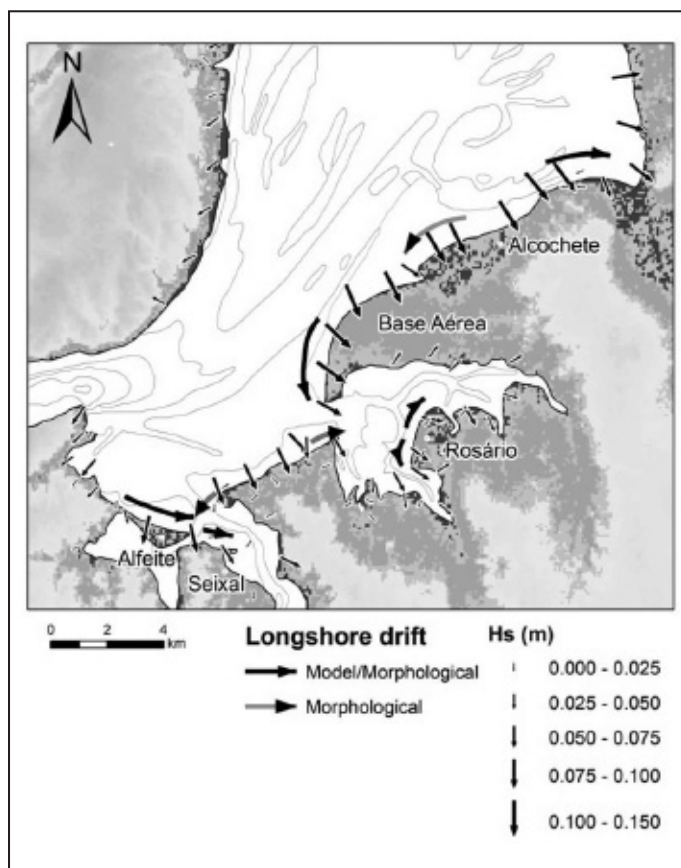 N
Alcochete
Base Aérea
Rosário
Alfeite
Seixal
0 2 4
km
Longshore drift
Model/Morphological
Morphological
Hs (m)
0.000 - 0.025
0.025 - 0.050
0.050 - 0.075
0.075 - 0.100
0.100 - 0.150